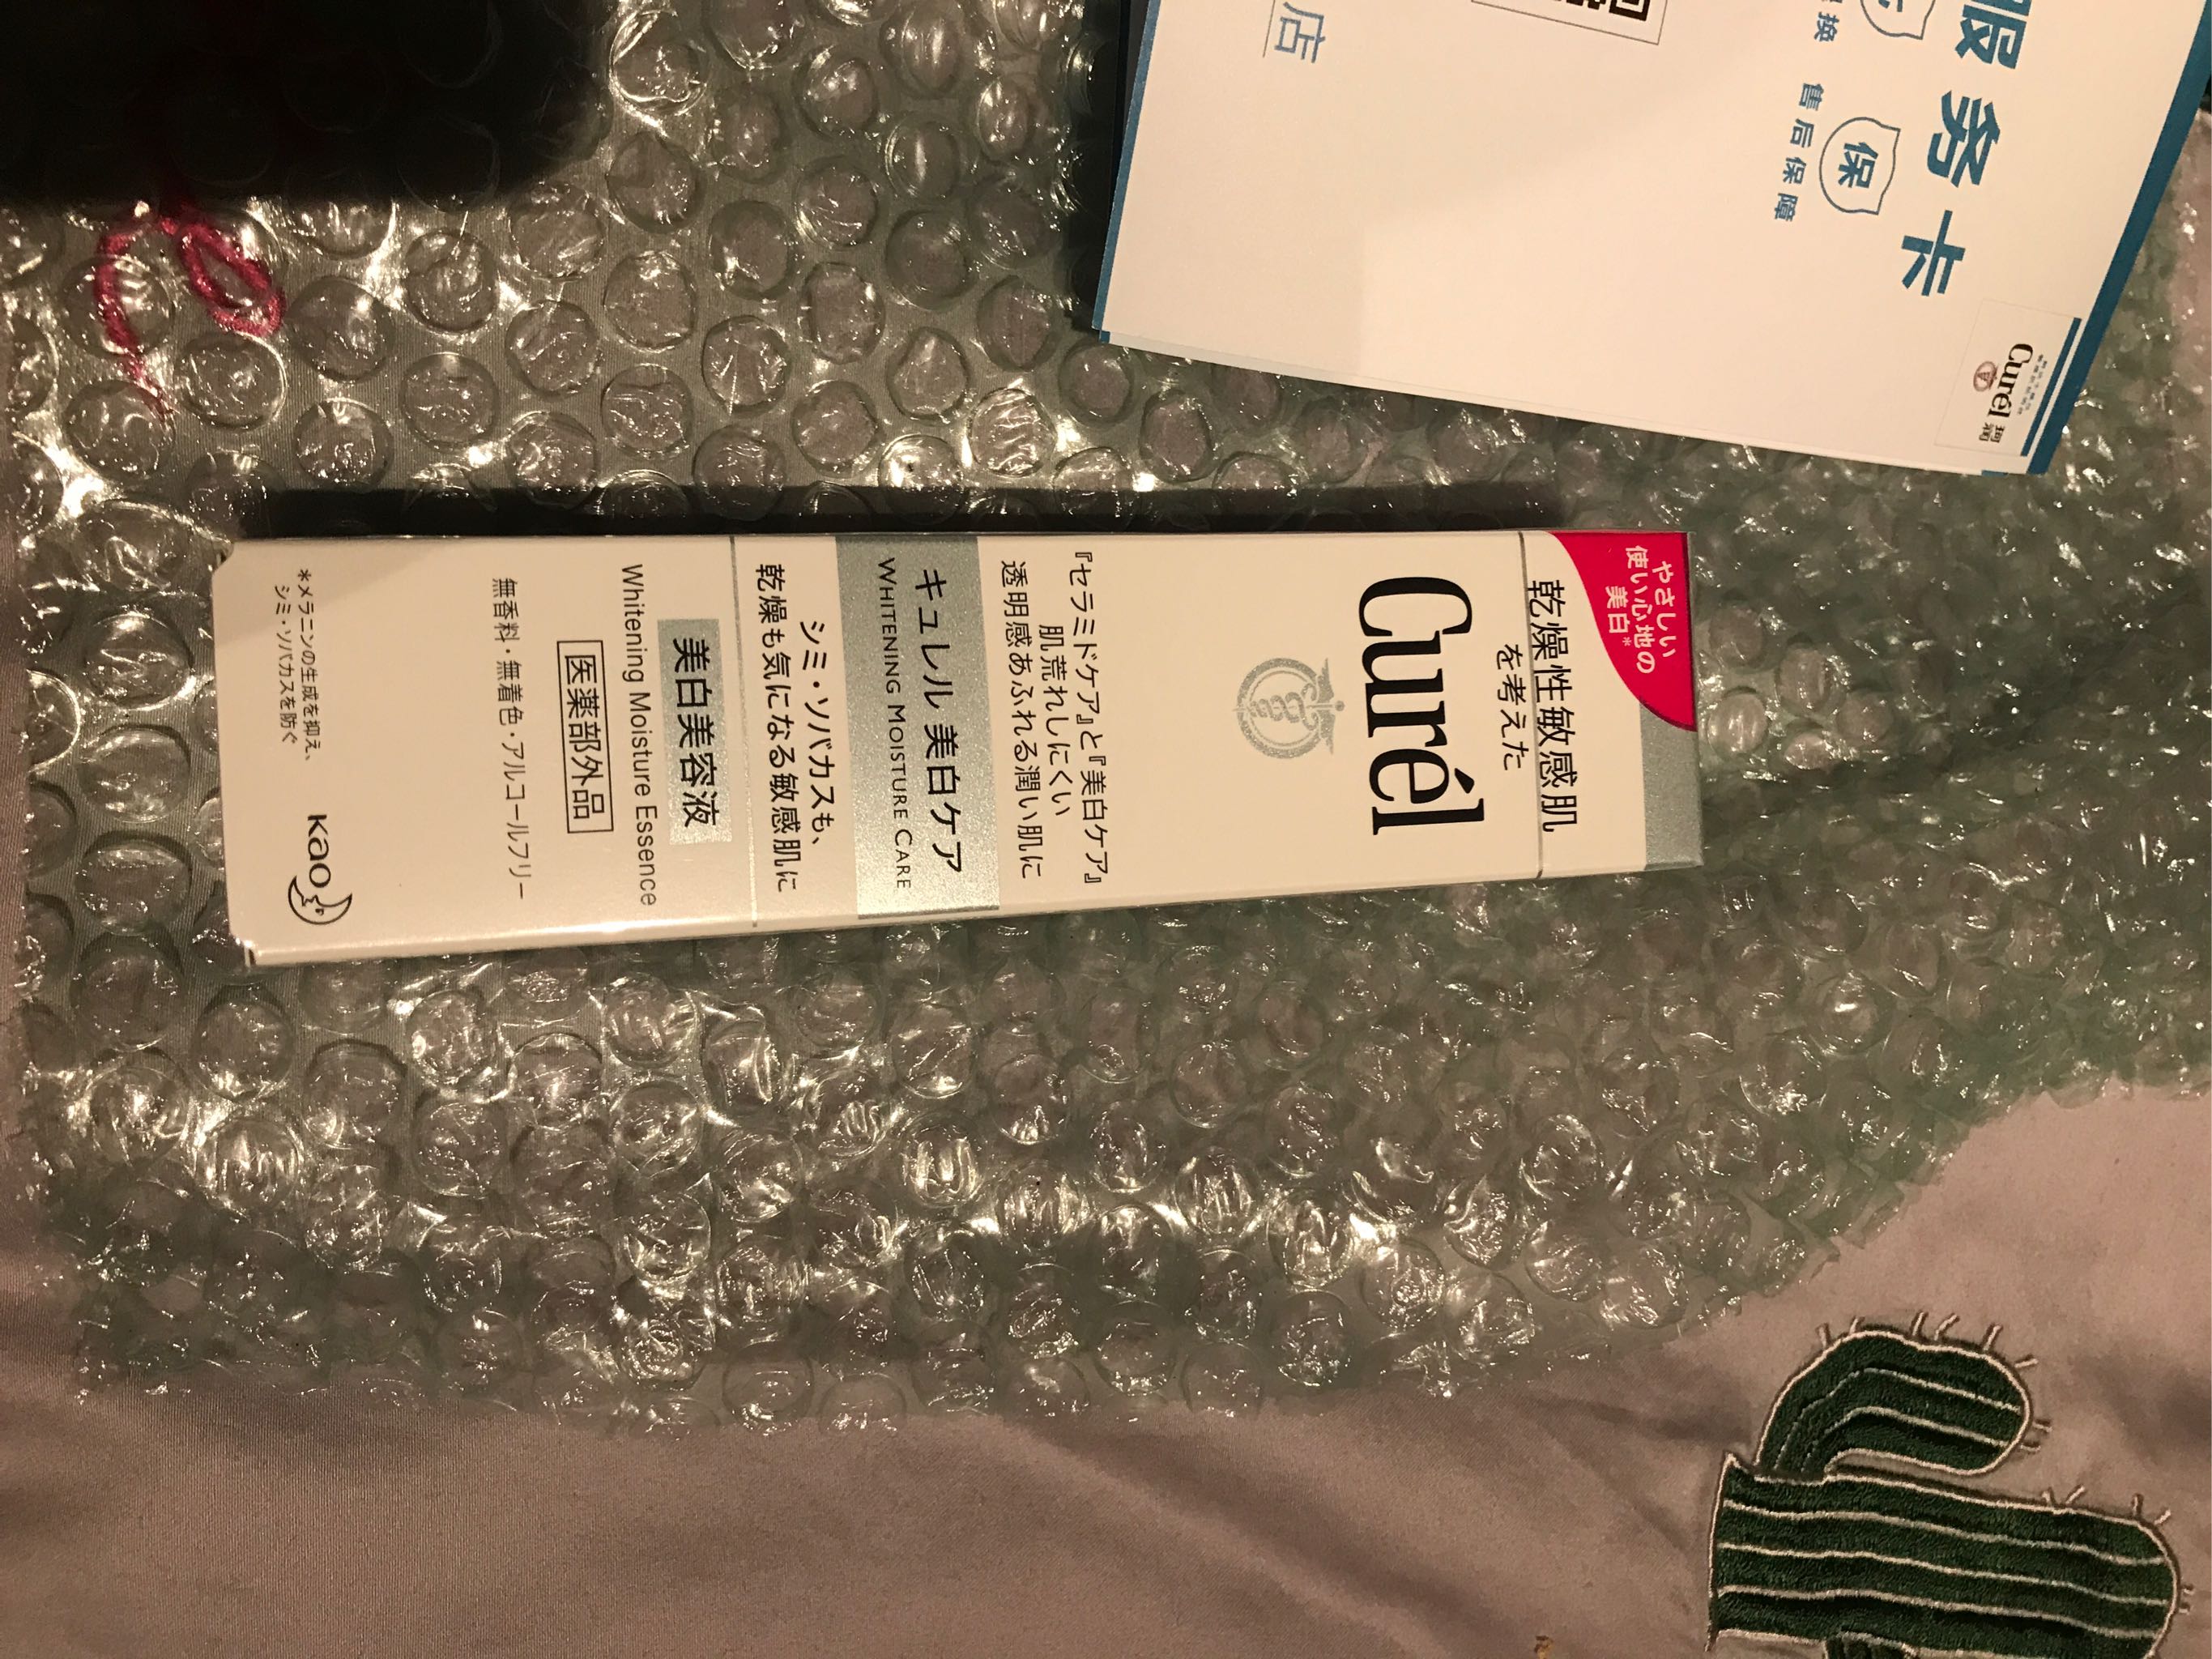 やさしい
使い心地の
美白*
乾燥性敏感肌
を考えた
Curél
『セラミドケア』と『美白ケア』
肌荒れしにくい
透明感あふれる潤い肌に
キュレル 美白ケア
WHITENING MOISTURE CARE
シミ・ソバカスも、
乾燥も気になる敏感肌に
美白美容液
Whitening Moisture Essence
医薬部外品
無香料・無着色・アルコールフリー
*メラニンの生成を抑え、
シミ・ソバカスを防ぐ
Kao
Curél 珂潤
服务卡
换
保
售后保障
店